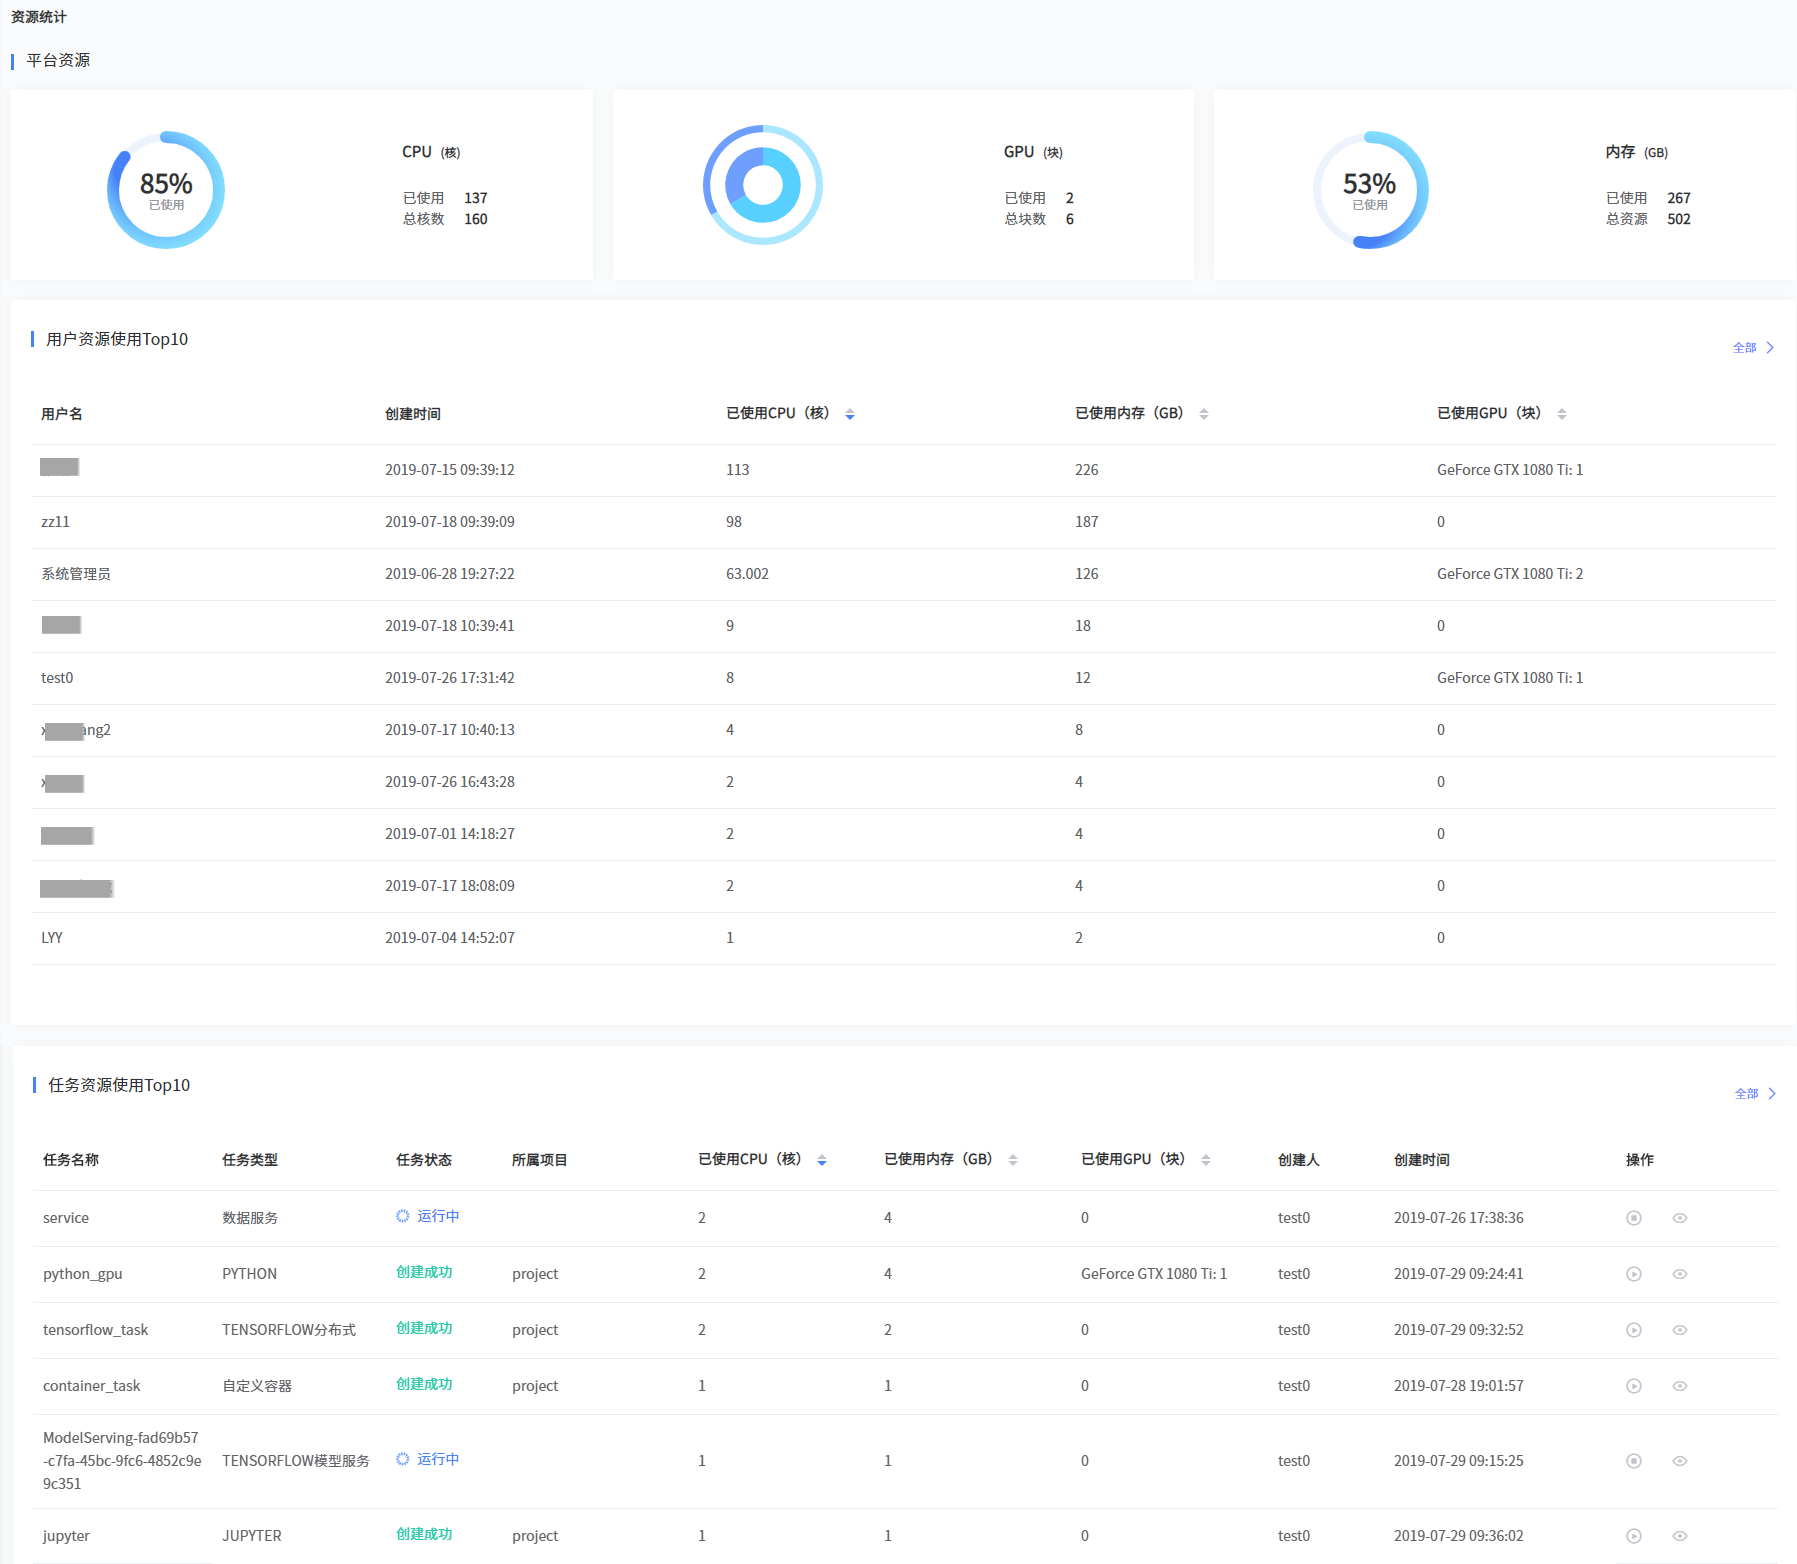 资源统计
平台资源
85%
已使用
CPU (核)
已使用 137
总核数 160
GPU (块)
已使用 2
总块数 6
53%
已使用
内存 (GB)
已使用 267
总资源 502
用户资源使用Top10
全部
用户名 创建时间 已使用CPU（核） 已使用内存（GB） 已使用GPU（块）
2019-07-15 09:39:12 113 226 GeForce GTX 1080 Ti: 1
zz11 2019-07-18 09:39:09 98 187 0
系统管理员 2019-06-28 19:27:22 63.002 126 GeForce GTX 1080 Ti: 2
2019-07-18 10:39:41 9 18 0
test0 2019-07-26 17:31:42 8 12 GeForce GTX 1080 Ti: 1
2019-07-17 10:40:13 4 8 0
2019-07-26 16:43:28 2 4 0
2019-07-01 14:18:27 2 4 0
2019-07-17 18:08:09 2 4 0
LYY 2019-07-04 14:52:07 1 2 0
任务资源使用Top10
全部
任务名称 任务类型 任务状态 所属项目 已使用CPU（核） 已使用内存（GB） 已使用GPU（块） 创建人 创建时间 操作
service 数据服务 运行中 2 4 0 test0 2019-07-26 17:38:36
python_gpu PYTHON 创建成功 project 2 4 GeForce GTX 1080 Ti: 1 test0 2019-07-29 09:24:41
tensorflow_task TENSORFLOW分布式 创建成功 project 2 2 0 test0 2019-07-29 09:32:52
container_task 自定义容器 创建成功 project 1 1 0 test0 2019-07-28 19:01:57
ModelServing-fad69b57
-c7fa-45bc-9fc6-4852c9e
9c351
TENSORFLOW模型服务 运行中 1 1 0 test0 2019-07-29 09:15:25
jupyter JUPYTER 创建成功 project 1 1 0 test0 2019-07-29 09:36:02